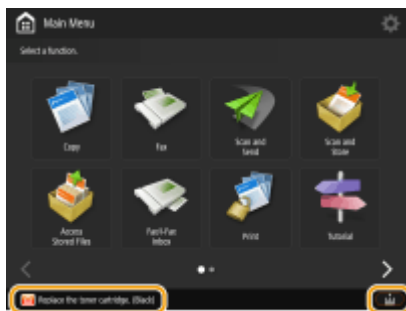 Main Menu
Select a function.
Copy
Fax
Scan and
Send
Scan and
Store
Access
Stored Files
Fax/I-Fax
Inbox
Print
Tutorial
Replace the toner cartridge. (Black)